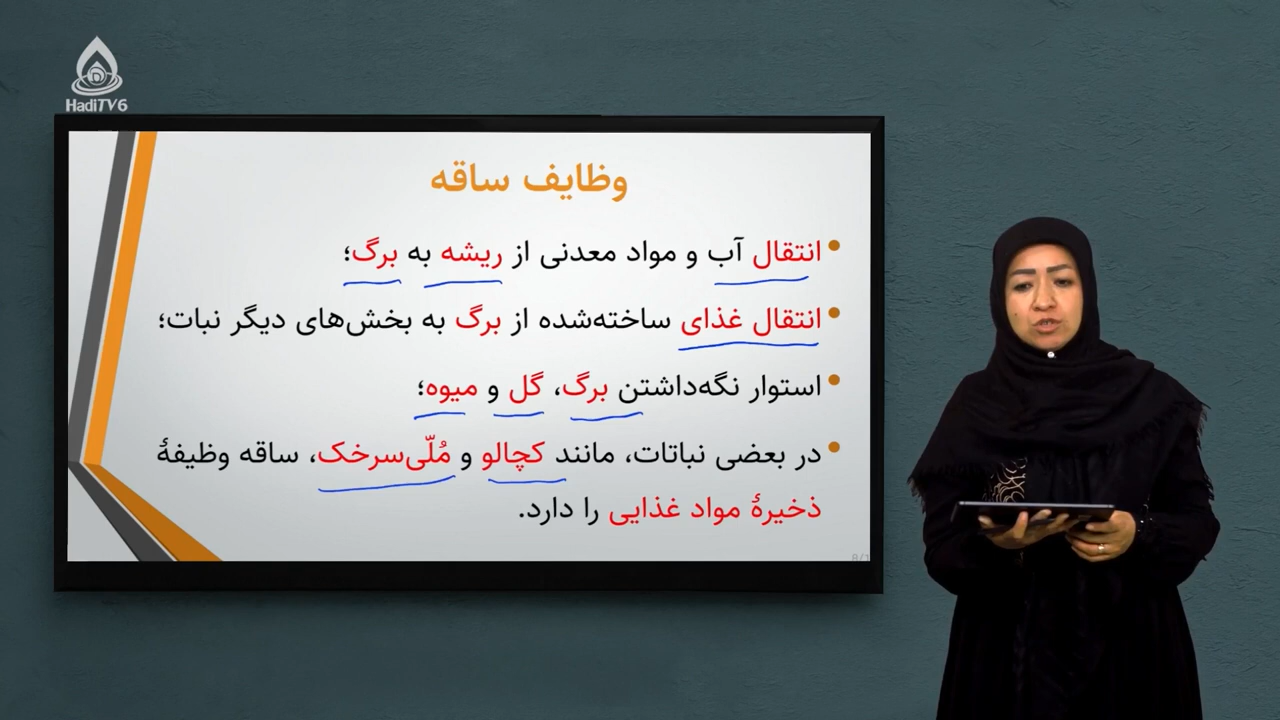 HadiTV6
وظایف ساقه
انتقال آب و مواد معدنی از ریشه به برگ؛
انتقال غذای ساخته‌شده از برگ به بخش‌های دیگر نبات؛
استوار نگه‌داشتن برگ، گل و میوه؛
در بعضی نباتات، مانند کچالو و مُلّی‌سرخک، ساقه وظیفهٔ
ذخیرهٔ مواد غذایی را دارد.